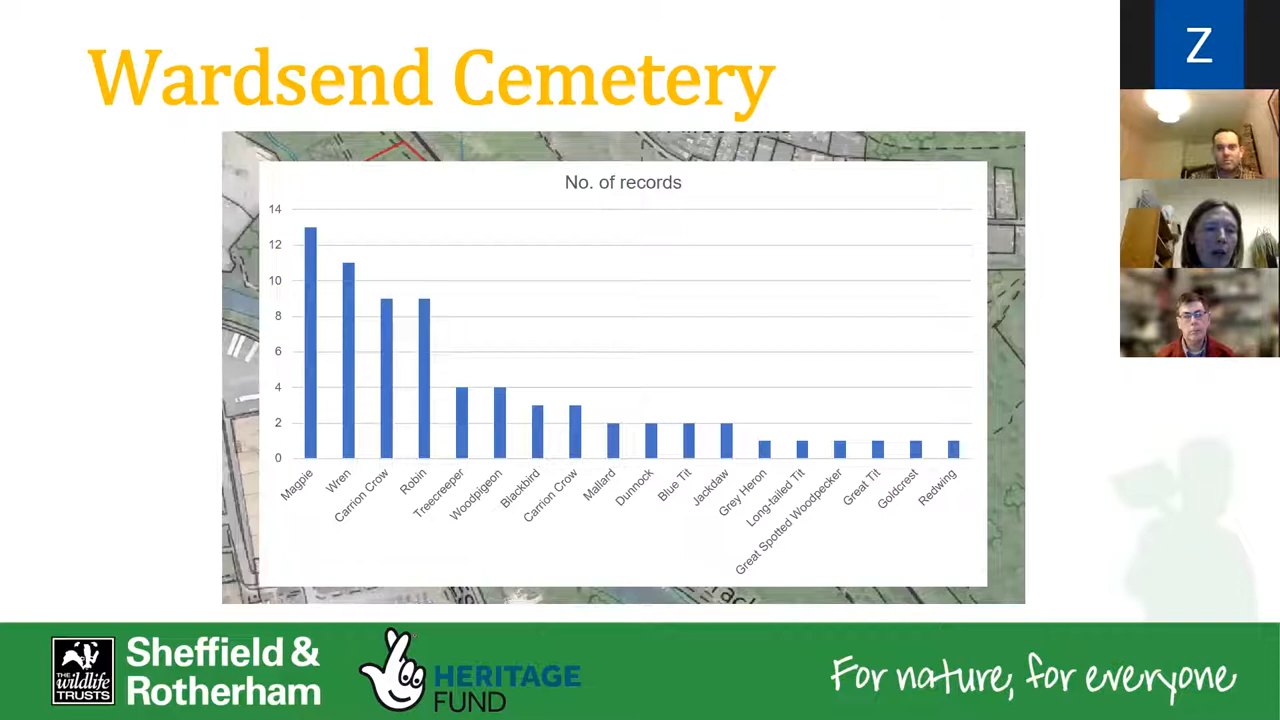 Wardsend Cemetery
Z
No. of records
14
12
10
8
6
4
2
0
Magpie
Wren
Carrion Crow
Robin
Treecreeper
Woodpigeon
Blackbird
Carrion Crow
Mallard
Dunnock
Blue Tit
Jackdaw
Grey Heron
Long-tailed Tit
Great Spotted Woodpecker
Great Tit
Goldcrest
Redwing
THE
wildlife
TRUSTS
Sheffield &
Rotherham
HERITAGE
FUND
For nature, for everyone